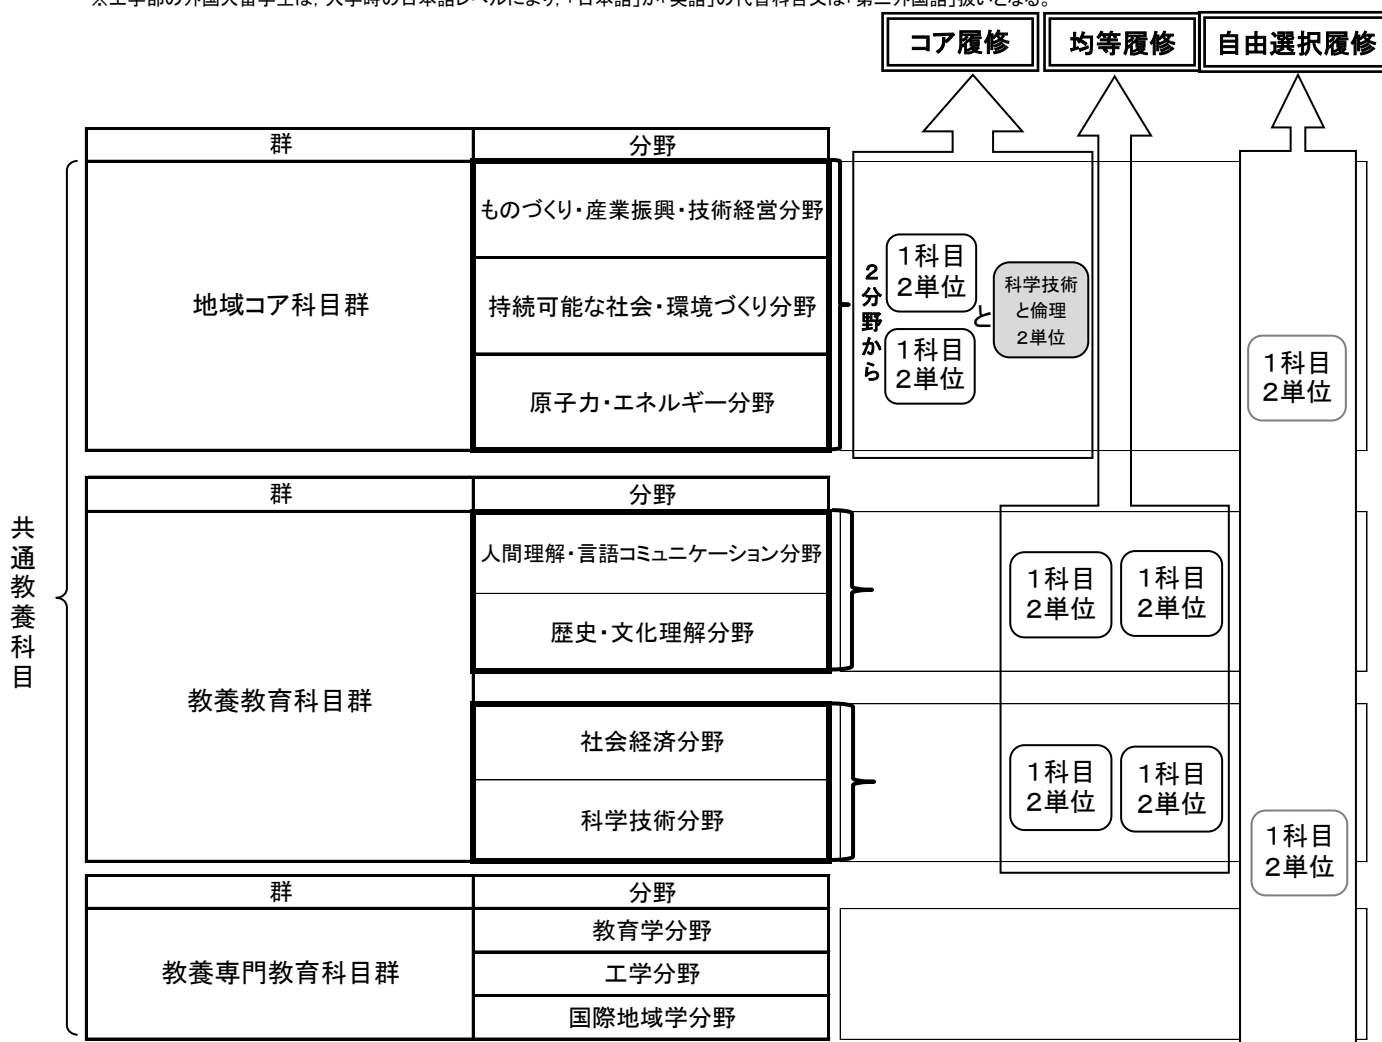 ※工学部の外国人留学生は，入学時の日本語レベルにより，「日本語」が「英語」の代替科目又は「第二外国語」扱いとなる。
コア履修
均等履修
自由選択履修
群
分野
共通教養科目
地域コア科目群
ものづくり・産業振興・技術経営分野
持続可能な社会・環境づくり分野
原子力・エネルギー分野
２分野から
１科目
２単位
１科目
２単位
と
科学技術
と倫理
２単位
１科目
２単位
群
分野
教養教育科目群
人間理解・言語コミュニケーション分野
歴史・文化理解分野
１科目
２単位
１科目
２単位
社会経済分野
科学技術分野
１科目
２単位
１科目
２単位
１科目
２単位
群
分野
教養専門教育科目群
教育学分野
工学分野
国際地域学分野